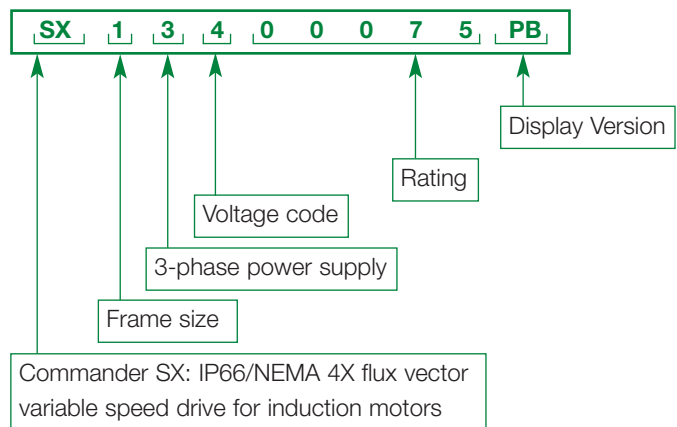 SX 1 3 4 0 0 0 7 5 PB
Display Version
Rating
Voltage code
3-phase power supply
Frame size
Commander SX: IP66/NEMA 4X flux vector
variable speed drive for induction motors